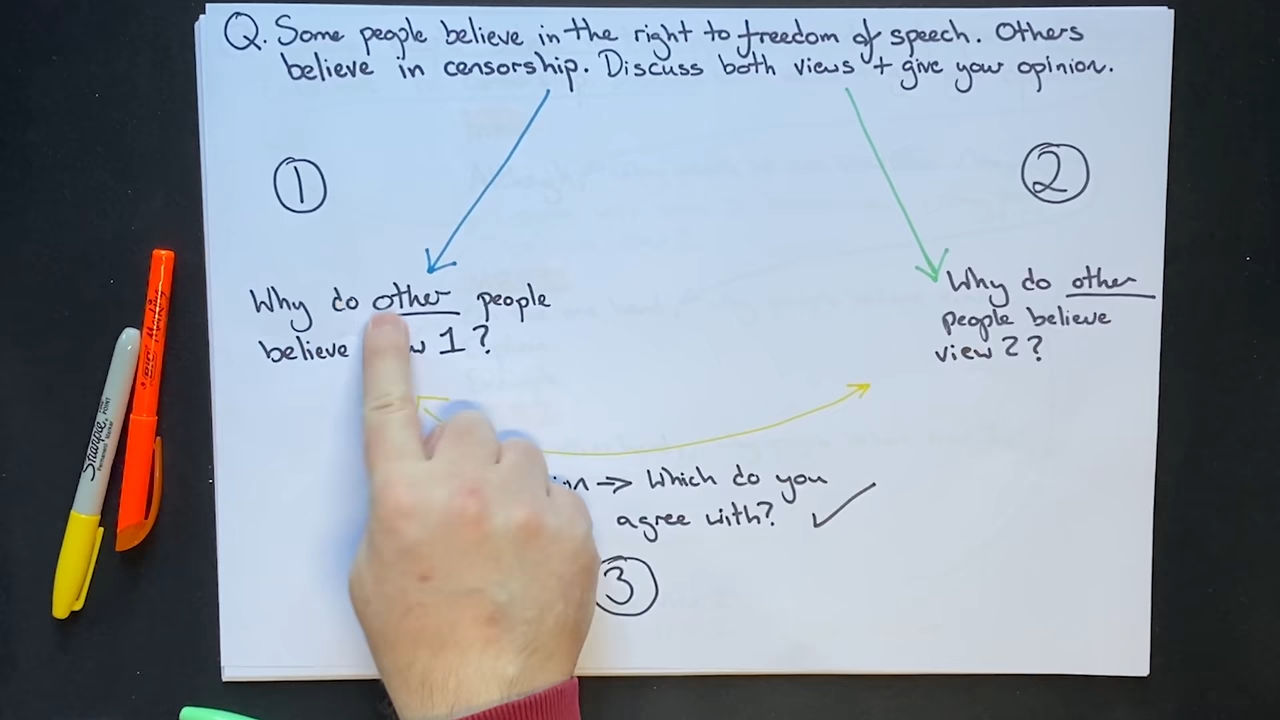 Q. Some people believe in the right to freedom of speech. Others
believe in censorship. Discuss both views + give your opinion.
1
2
Why do other people
believe 1?
Why do other
people believe
view 2?
→ Which do you
agree with? ✓
3
Sharpie